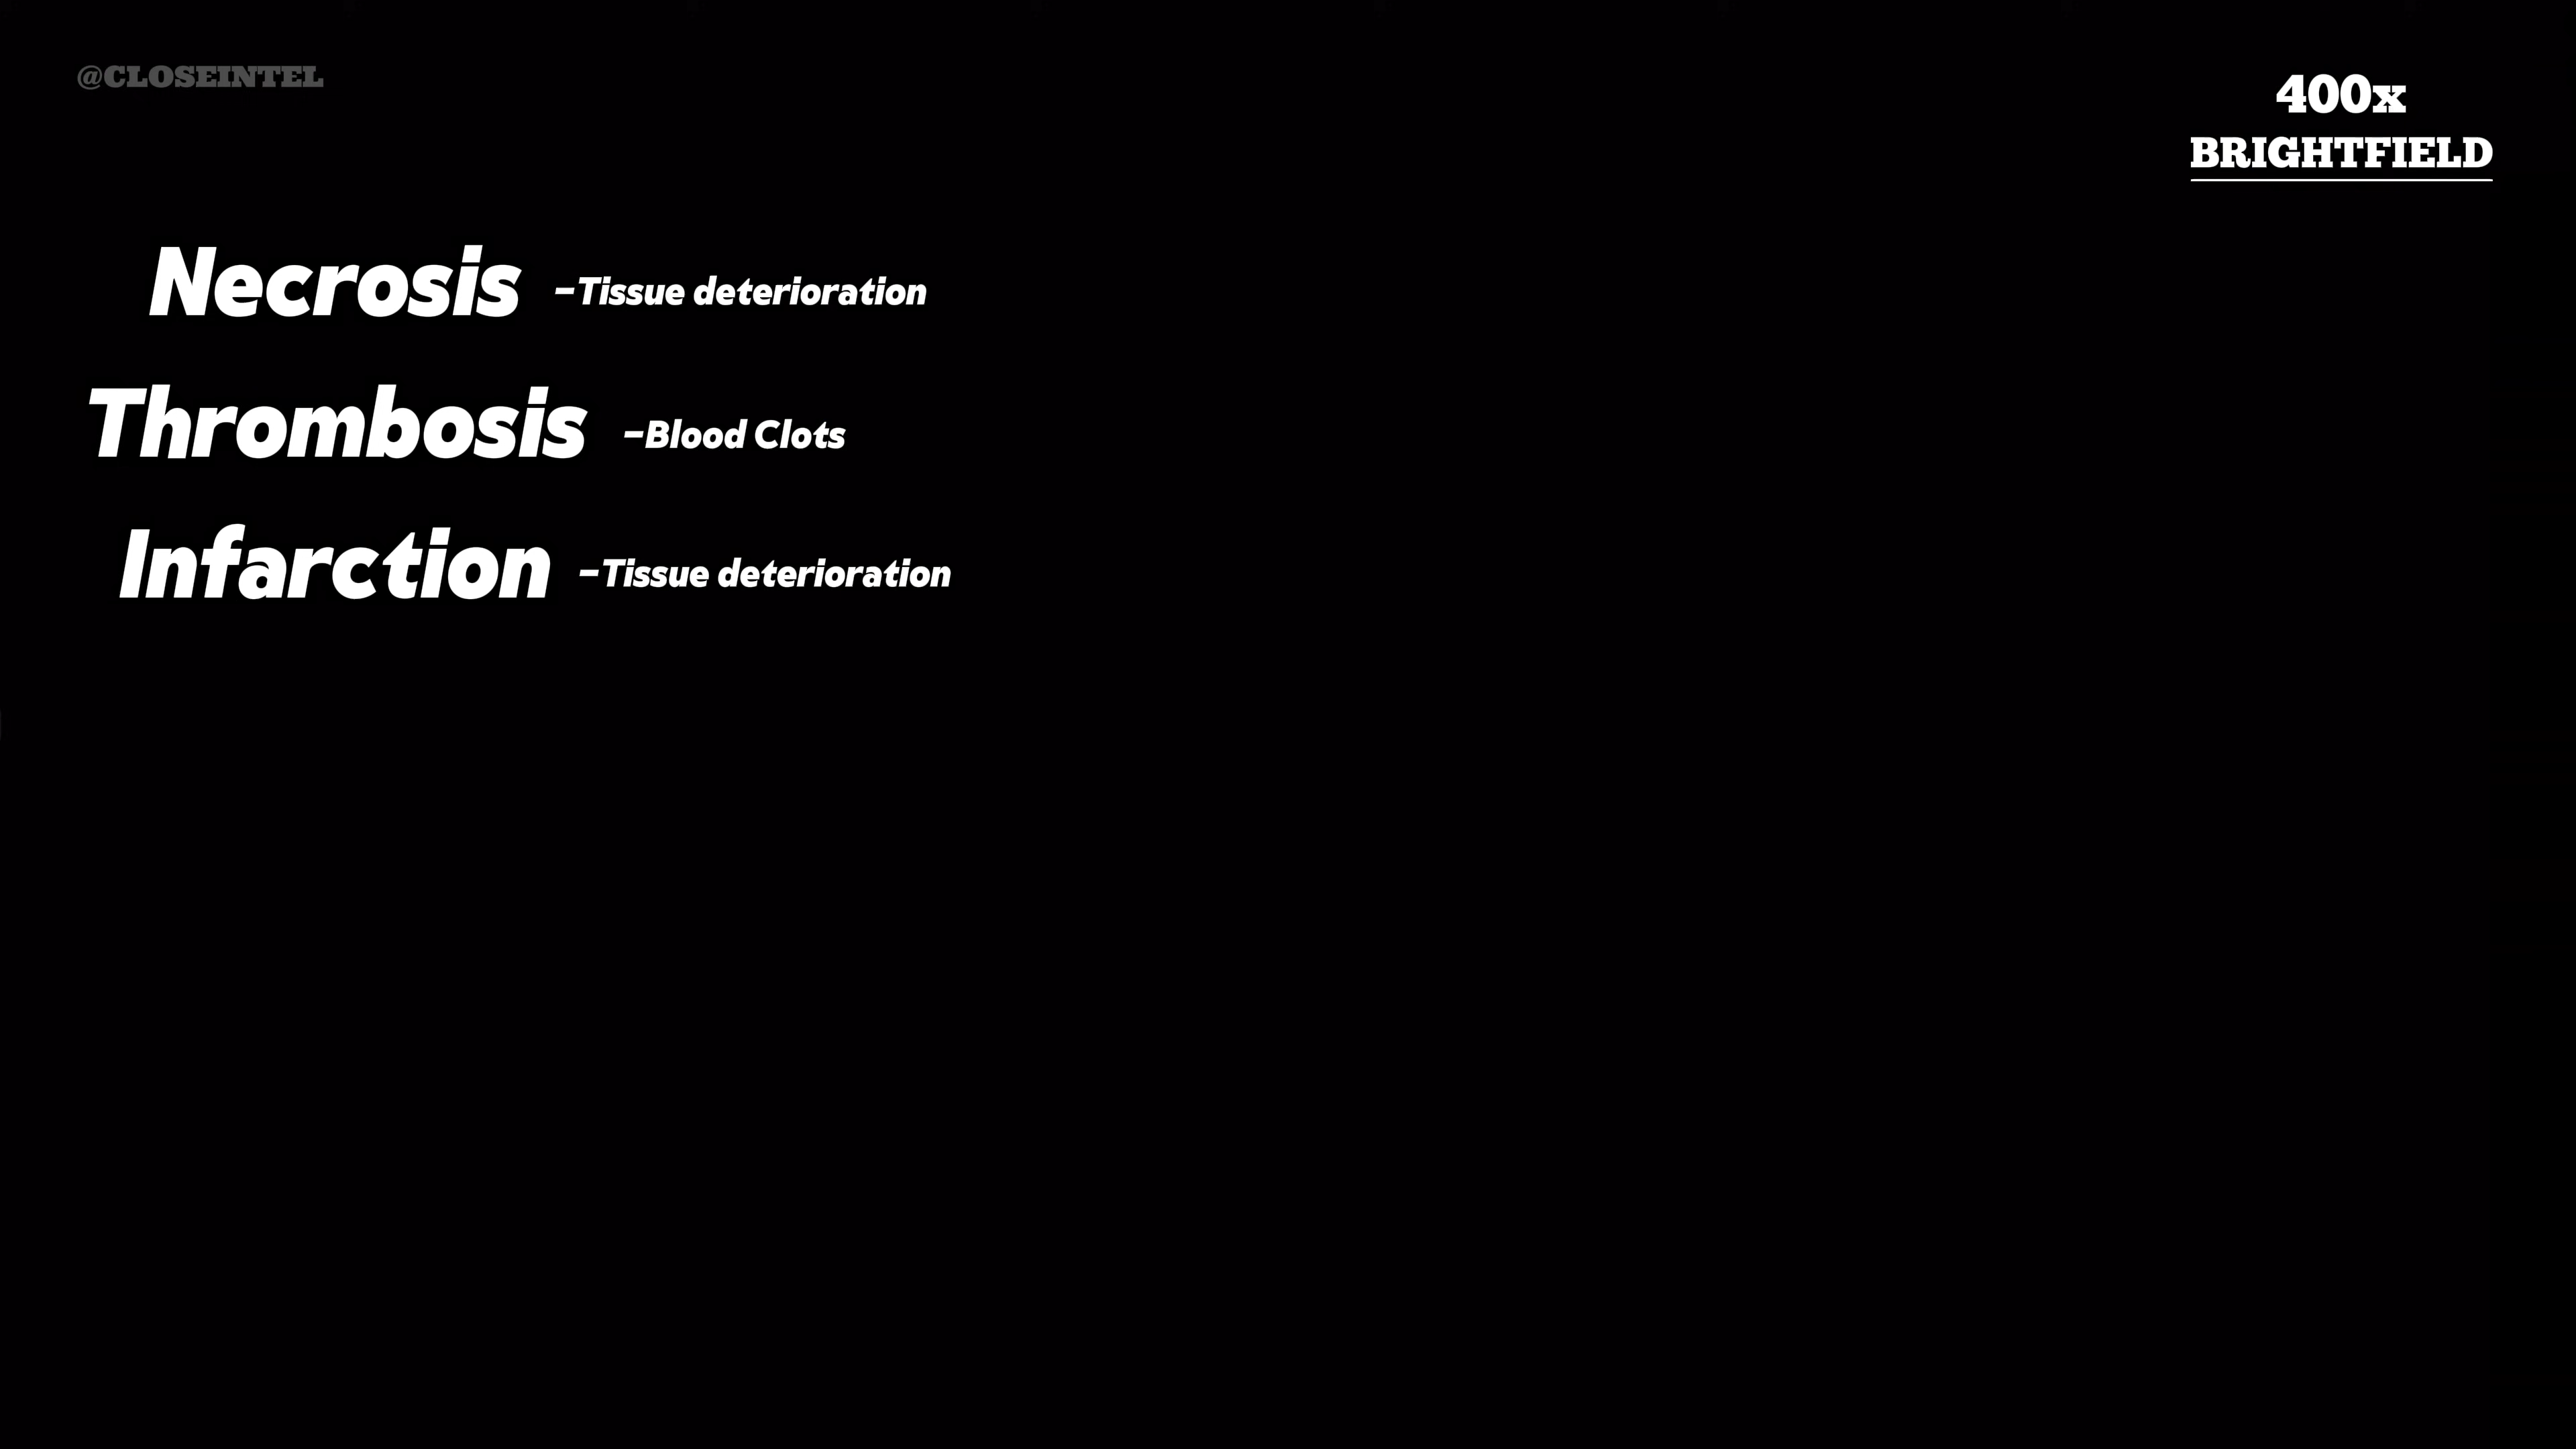 @CLOSEINTEL
400x
BRIGHTFIELD
Necrosis -Tissue deterioration
Thrombosis -Blood Clots
Infarction -Tissue deterioration